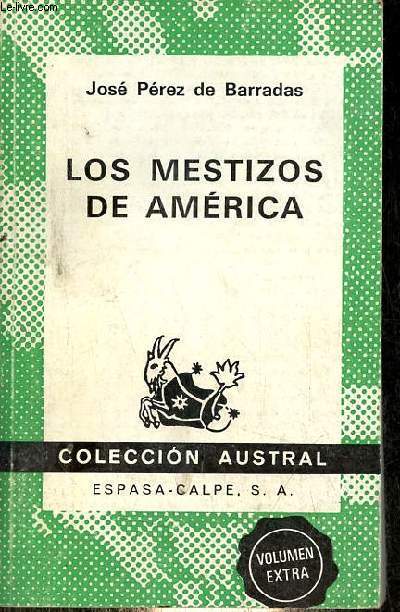 Le-livre.com
José Pérez de Barradas
LOS MESTIZOS
DE AMÉRICA
COLECCIÓN AUSTRAL
ESPASA-CALPE, S. A.
VOLUMEN
EXTRA